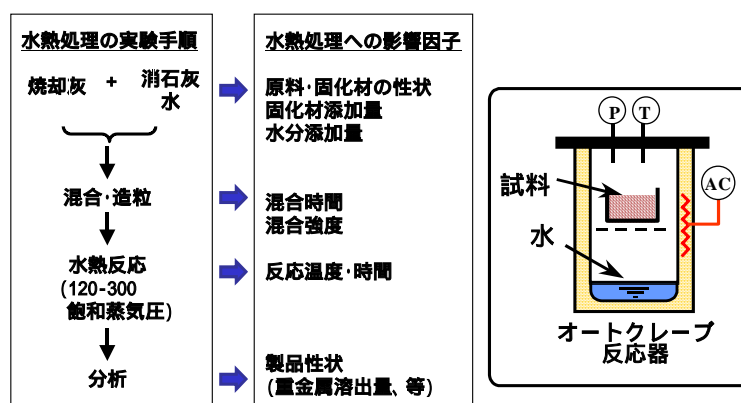 水熱処理の実験手順
焼却灰 + 消石灰
水
混合・造粒
水熱反応
(120-300
飽和蒸気圧)
分析
水熱処理への影響因子
原料・固化材の性状
固化材添加量
水分添加量
混合時間
混合強度
反応温度・時間
製品性状
(重金属溶出量、等)
P T
AC
試料
水
オートクレーブ
反応器